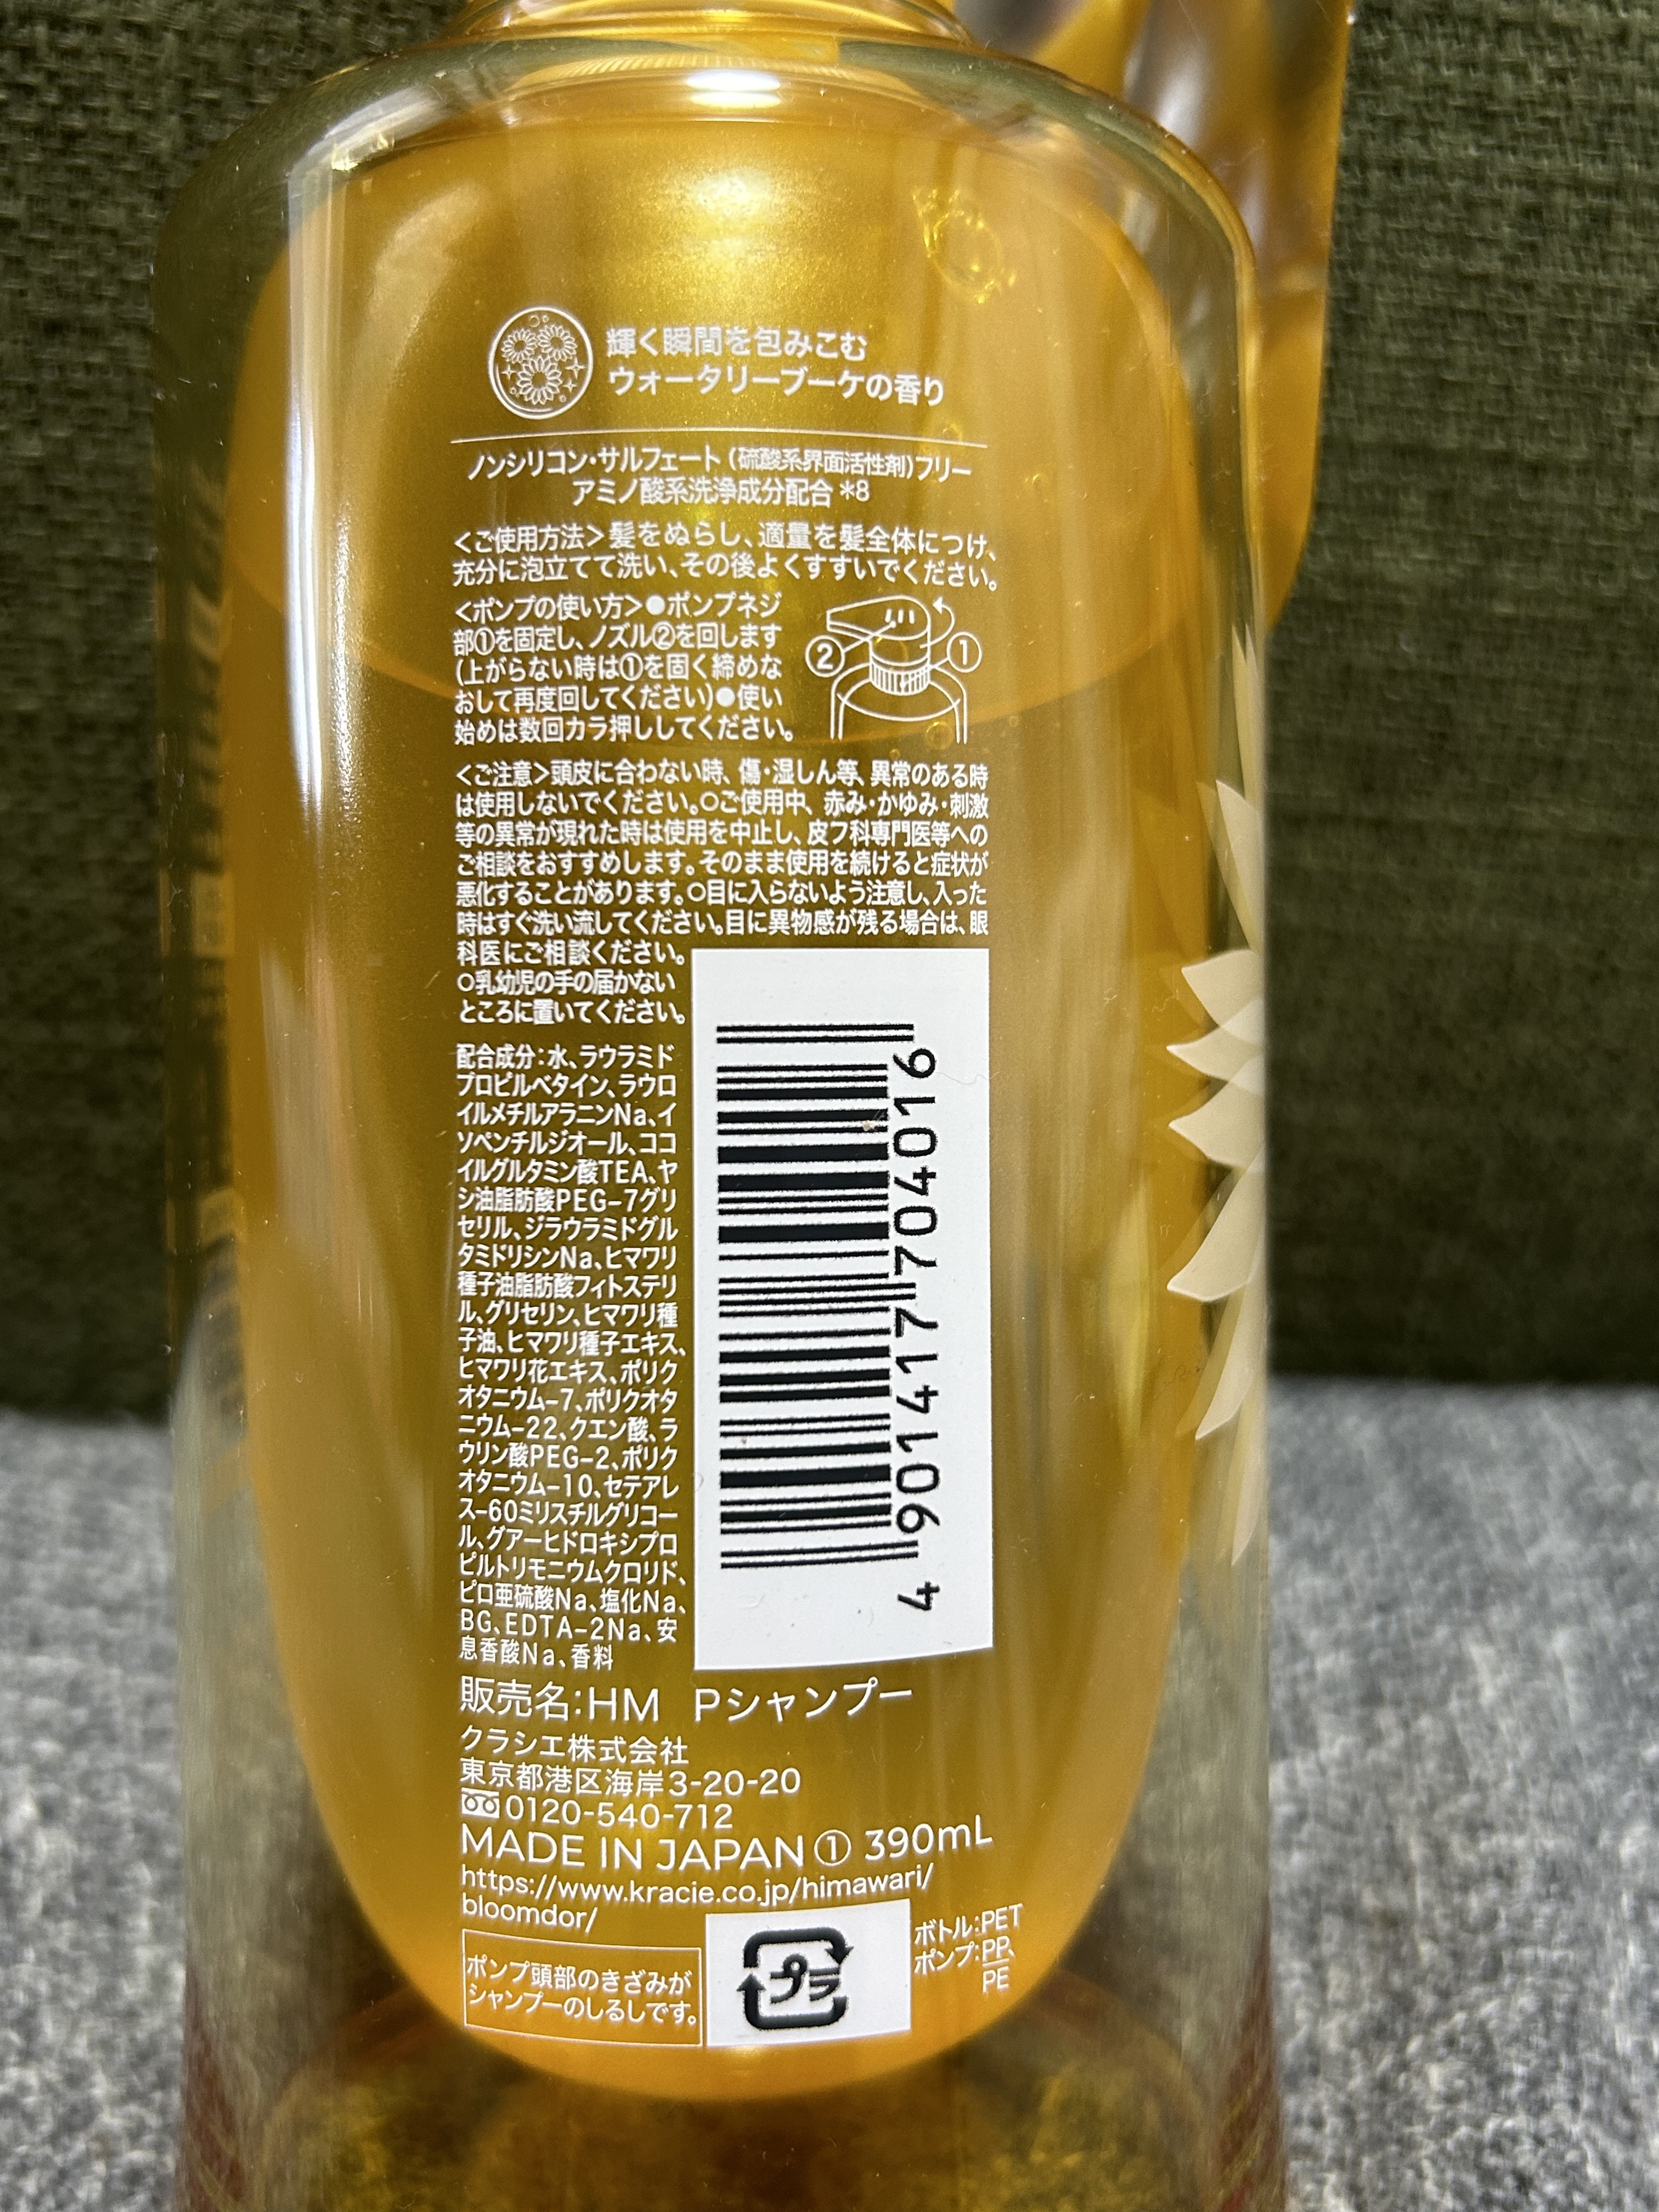 輝く瞬間を包みこむ
ウォータリーブーケの香り
ノンシリコン・サルフェート(硫酸系界面活性剤)フリー
アミノ酸系洗浄成分配合*8
<ご使用方法>髪をぬらし、適量を髪全体につけ、
充分に泡立てて洗い、その後よくすすいでください。
<ポンプの使い方>●ポンプネジ
部①を固定し、ノズル②を回します
(上がらない時は①を固く締めな
おして再度回してください)●使い
始めは数回カラ押ししてください。
② ①
<ご注意>頭皮に合わない時、傷・湿しん等、異常のある時
は使用しないでください。○ご使用中、赤み・かゆみ・刺激
等の異常が現れた時は使用を中止し、皮フ科専門医等への
ご相談をおすすめします。そのまま使用を続けると症状が
悪化することがあります。○目に入らないよう注意し、入った
時はすぐ洗い流してください。目に異物感が残る場合は、眼
科医にご相談ください。
○乳幼児の手の届かない
ところに置いてください。
配合成分:水、ラウラミド
プロピルベタイン、ラウロ
イルメチルアラニンNa、イ
ソペンチルジオール、ココ
イルグルタミン酸TEA、ヤ
シ油脂肪酸PEG-7グリ
セリル、ジラウラミドグル
タミドリシンNa、ヒマワリ
種子油脂肪酸フィトステリ
ル、グリセリン、ヒマワリ種
子油、ヒマワリ種子エキス、
ヒマワリ花エキス、ポリク
オタニウム-7、ポリクオタ
ニウム-22、クエン酸、ラ
ウリン酸PEG-2、ポリク
オタニウム-10、セテアレ
ス-60ミリスチルグリコー
ル、グアーヒドロキシプロ
ピルトリモニウムクロリド、
ピロ亜硫酸Na、塩化Na、
BG、EDTA-2Na、安
息香酸Na、香料
9104070714106 4
販売名:HM Pシャンプー
クラシエ株式会社
東京都港区海岸3-20-20
0120-540-712
MADE IN JAPAN ① 390mL
https://www.kracie.co.jp/himawari/
bloomdor/
ポンプ頭部のきざみが
シャンプーのしるしです。
プラ
ボトル:PET
ポンプ:PP、
PE